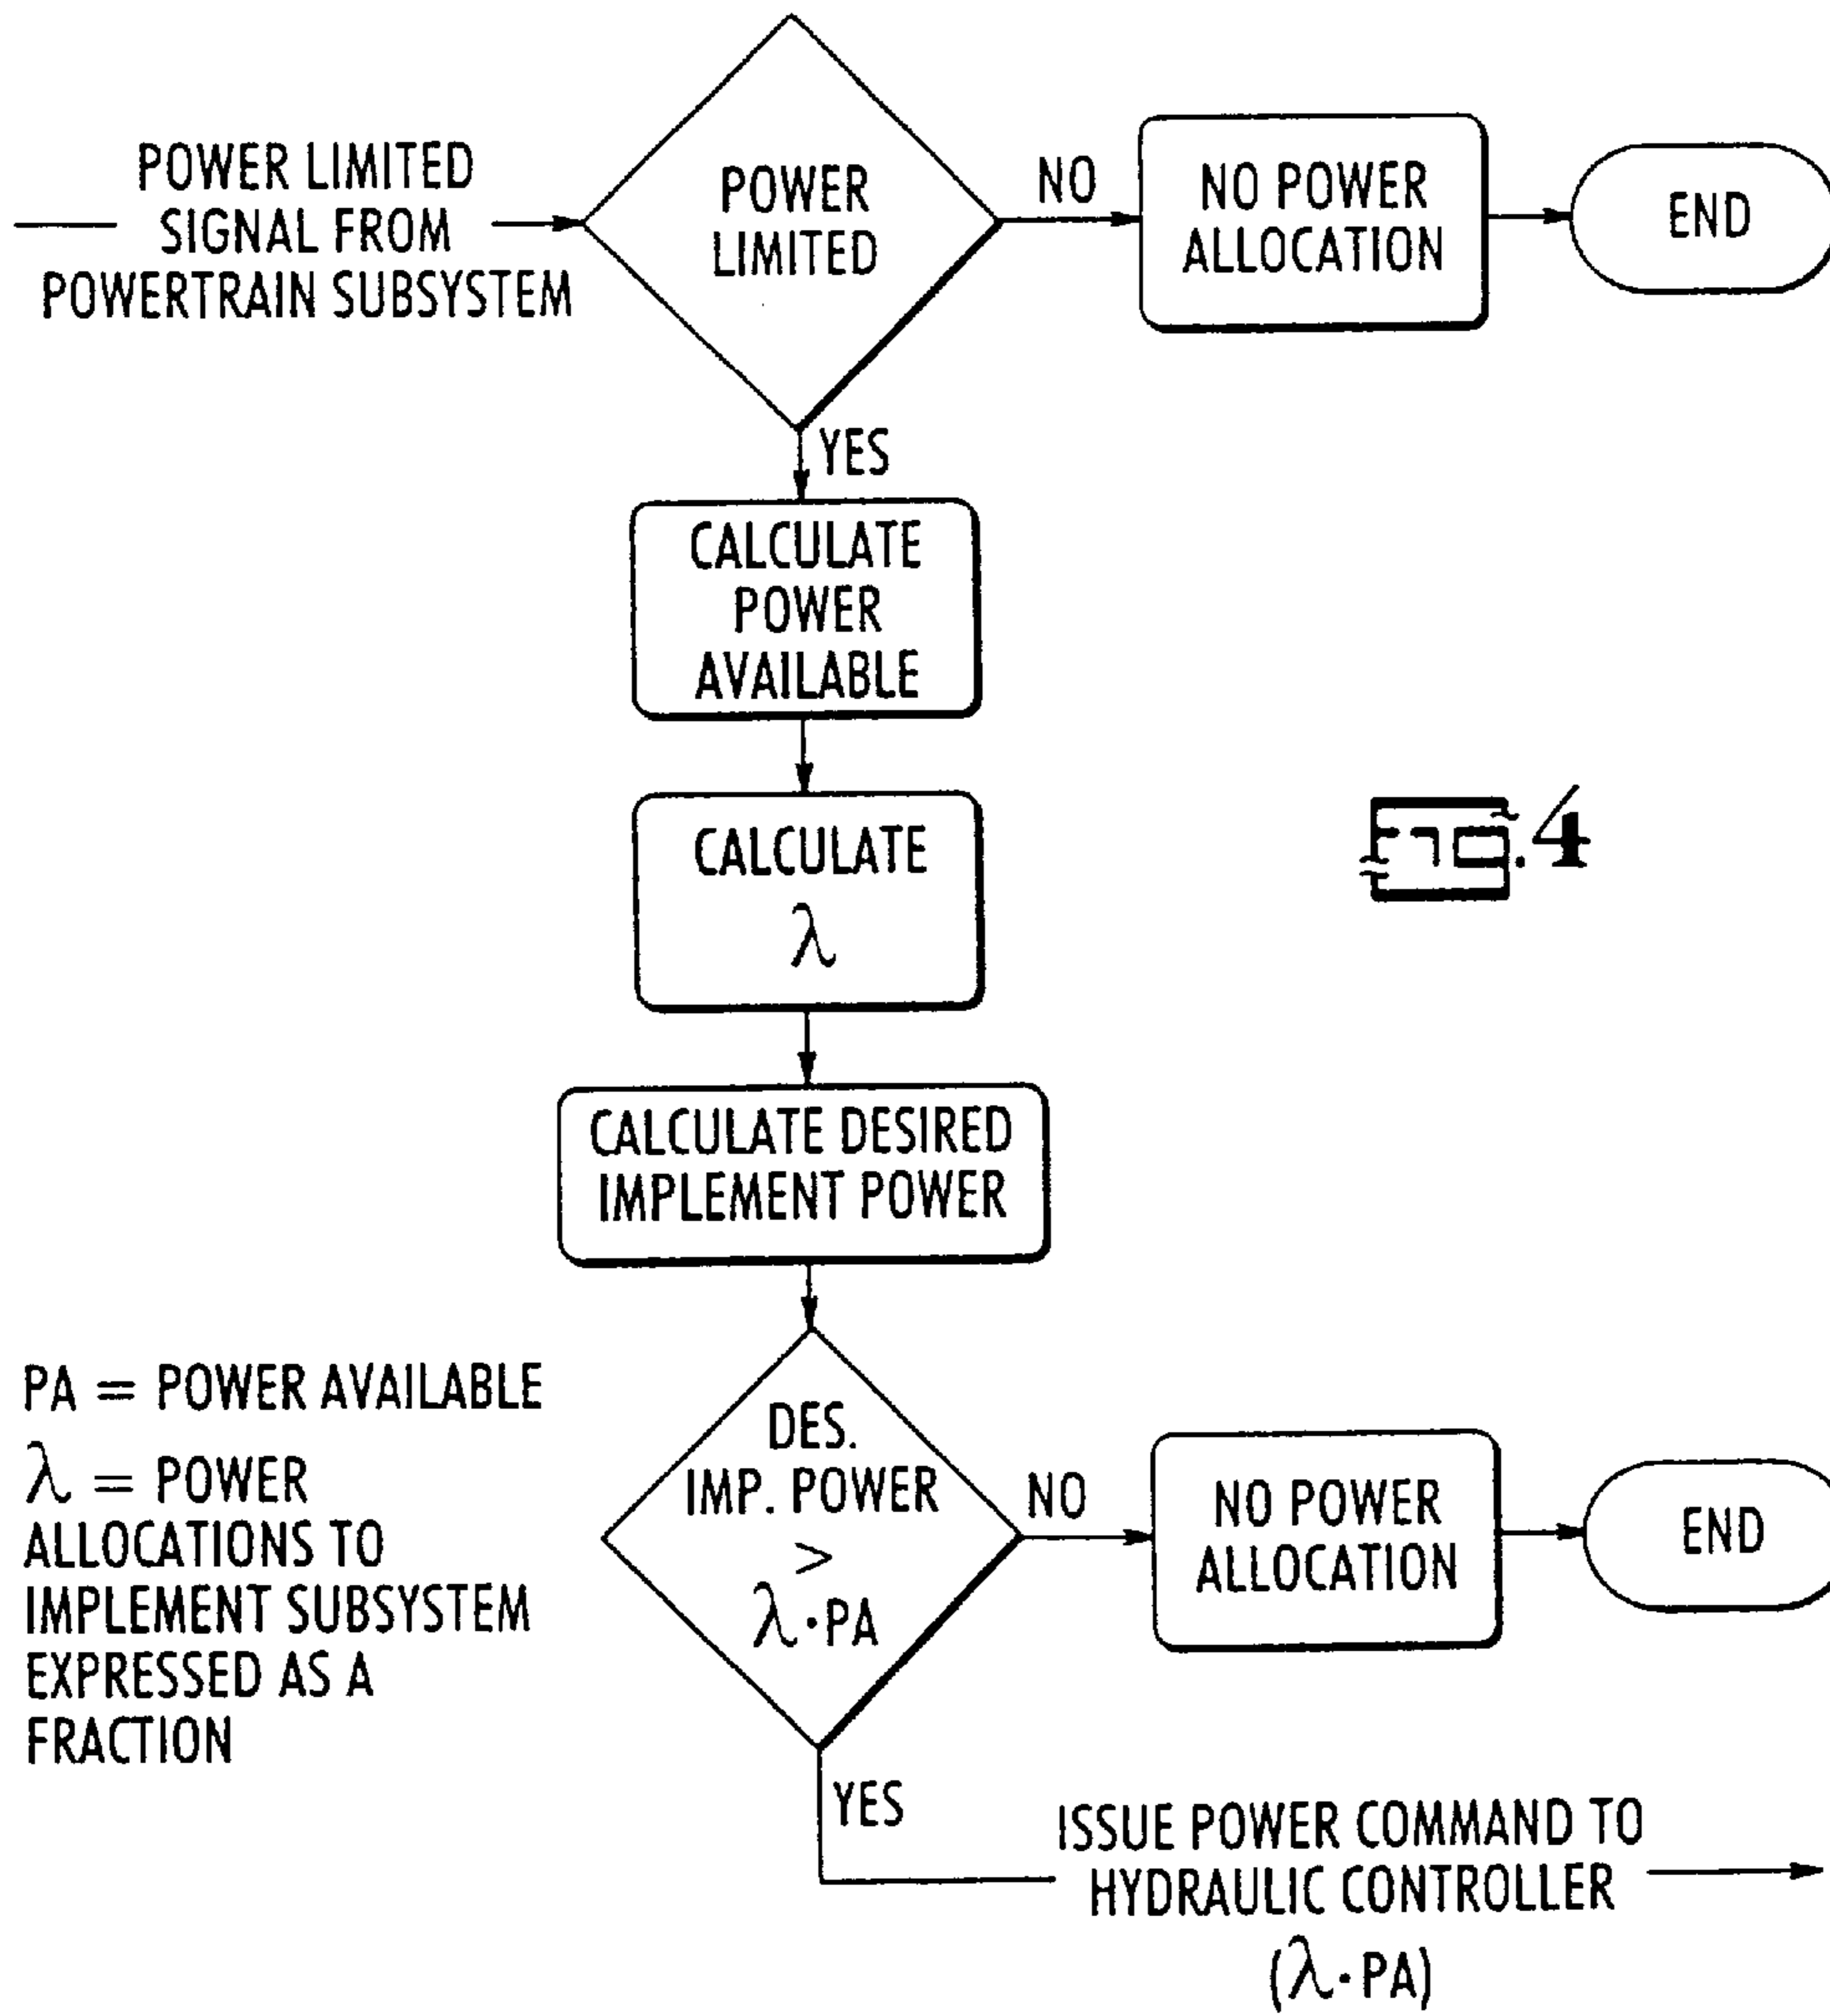 POWER LIMITED
SIGNAL FROM
POWERTRAIN SUBSYSTEM
POWER
LIMITED
NO
NO POWER
ALLOCATION
END
YES
CALCULATE
POWER
AVAILABLE
CALCULATE
λ
FIG.4
CALCULATE DESIRED
IMPLEMENT POWER
PA = POWER AVAILABLE
λ = POWER
ALLOCATIONS TO
IMPLEMENT SUBSYSTEM
EXPRESSED AS A
FRACTION
DES.
IMP. POWER
>
λ·PA
NO
NO POWER
ALLOCATION
END
YES
ISSUE POWER COMMAND TO
HYDRAULIC CONTROLLER
(λ·PA)